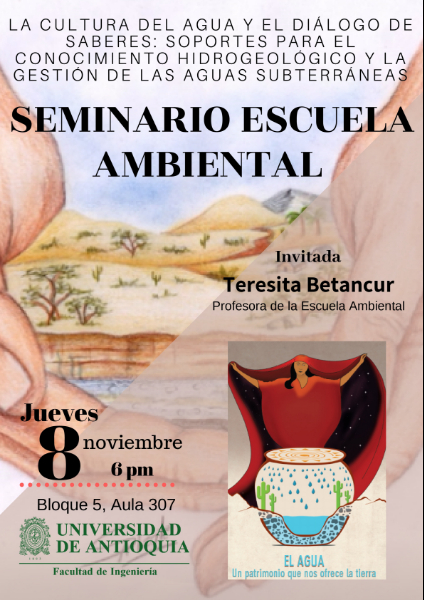 LA CULTURA DEL AGUA Y EL DIÁLOGO DE
SABERES: SOPORTES PARA EL
CONOCIMIENTO HIDROGEOLÓGICO Y LA
GESTIÓN DE LAS AGUAS SUBTERRÁNEAS
SEMINARIO ESCUELA
AMBIENTAL
Invitada
Teresita Betancur
Profesora de la Escuela Ambiental
Jueves
8 noviembre
6 pm
Bloque 5, Aula 307
UNIVERSIDAD
DE ANTIOQUIA
Facultad de Ingeniería
EL AGUA
Un patrimonio que nos ofrece la tierra